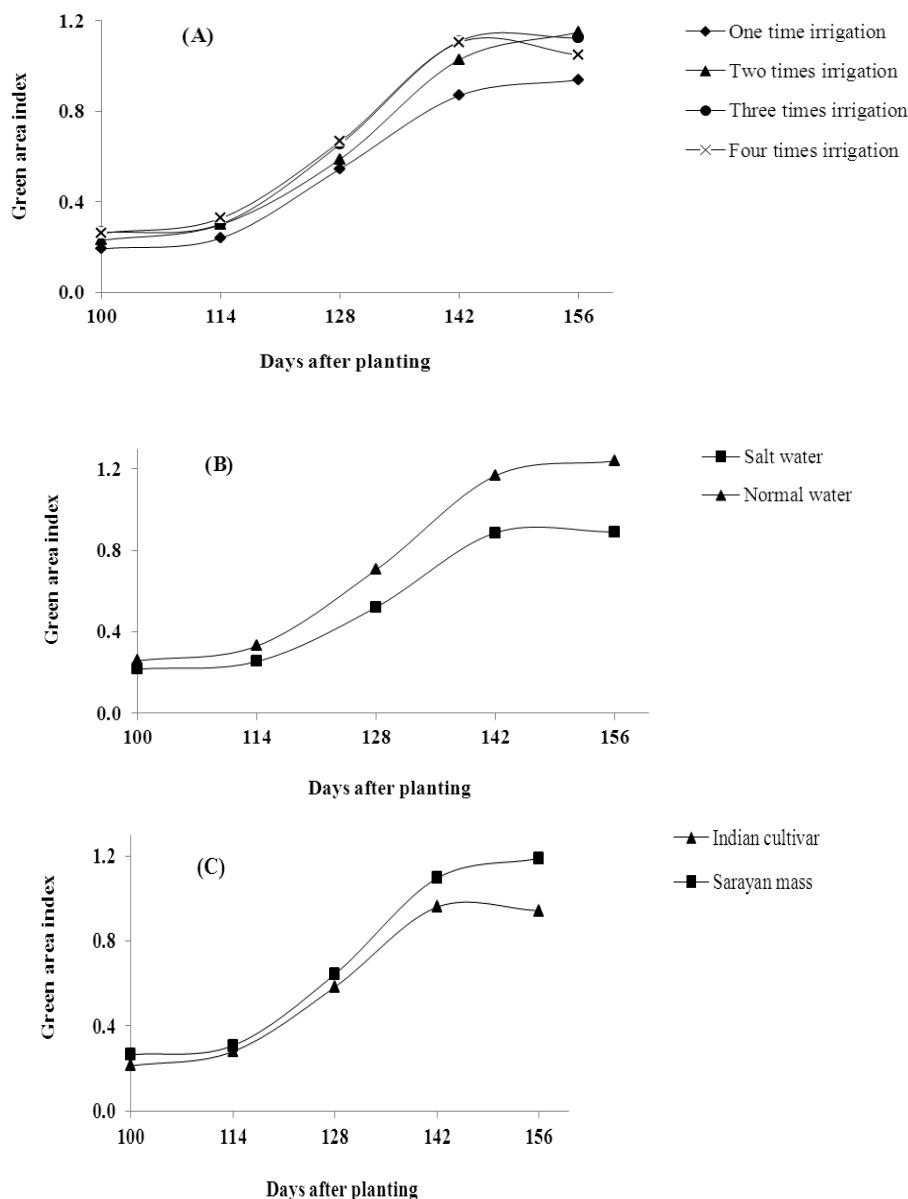 (A)
1.2
0.8
0.4
0.0
Green area index
100 114 128 142 156
Days after planting
One time irrigation
Two times irrigation
Three times irrigation
Four times irrigation
(B)
1.2
0.8
0.4
0.0
Green area index
100 114 128 142 156
Days after planting
Salt water
Normal water
(C)
1.2
0.8
0.4
0.0
Green area index
100 114 128 142 156
Days after planting
Indian cultivar
Sarayan mass